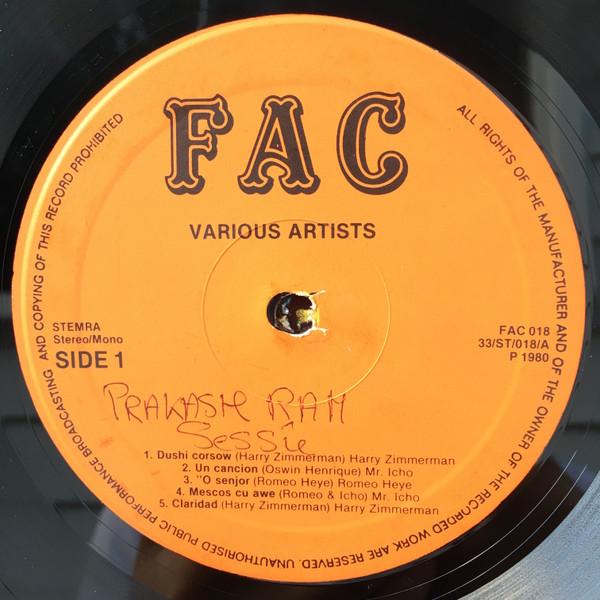 FAC
VARIOUS ARTISTS
STEMRA
Stereo/Mono
SIDE 1
FAC 018
33/ST/018/A
P 1980
PRAKASH RAM
Sessie
1. Dushi corsow (Harry Zimmerman) Harry Zimmerman
2. Un cancion (Oswin Henrique) Mr. Icho
3. "O senjor (Romeo Heye) Romeo Heye
4. Mescos cu awe (Romeo & Icho) Mr. Icho
5. Claridad (Harry Zimmerman) Harry Zimmerman
ALL RIGHTS OF THE MANUFACTURER AND OF THE OWNER OF THE RECORDED WORK ARE RESERVED. UNAUTHORISED PUBLIC PERFORMANCE BROADCASTING AND COPYING OF THIS RECORD PROHIBITED